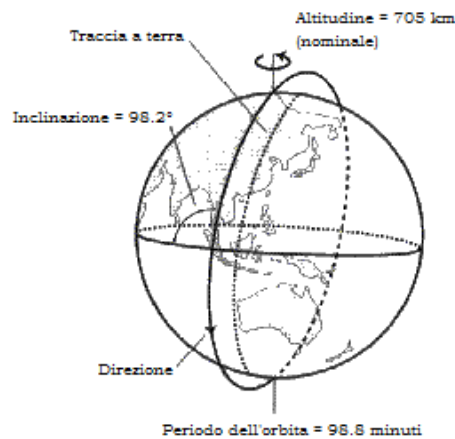 Altitudine = 705 km
(nominale)
Traccia a terra
Inclinazione = 98.2°
Direzione
Periodo dell'orbita = 98.8 minuti